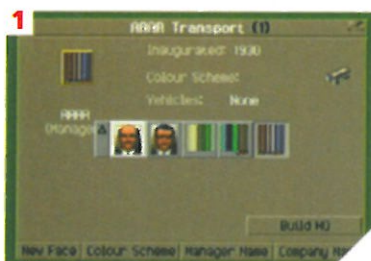 1
AAAA Transport (1)
Inaugurated: 1930
Colour Scheme:
Vehicles: None
AAAA
(Manager
Build HQ
New Face Colour Scheme Manager Name Company Na